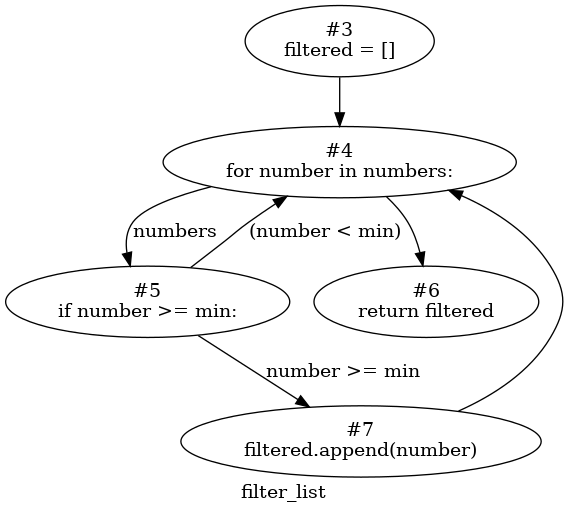 #3
filtered = []
#4
for number in numbers:
numbers
(number < min)
#5
if number >= min:
#6
return filtered
number >= min
#7
filtered.append(number)
filter_list